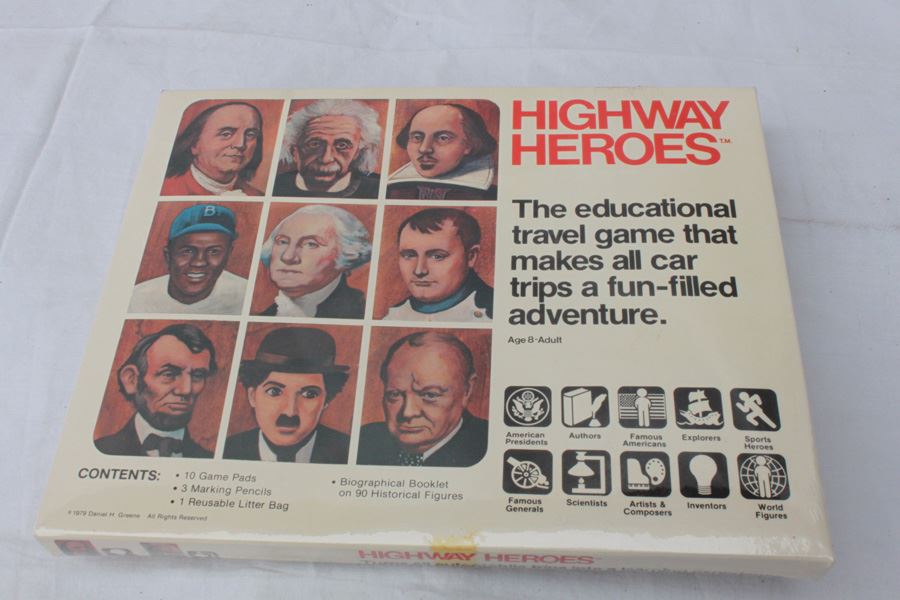 HIGHWAY
HEROES™
The educational
travel game that
makes all car
trips a fun-filled
adventure.
Age 8-Adult
B
American
Presidents
Authors
Famous
Americans
Explorers
Sports
Heroes
Famous
Generals
Scientists
Artists &
Composers
Inventors
World
Figures
CONTENTS:
• 10 Game Pads
• 3 Marking Pencils
• 1 Reusable Litter Bag
• Biographical Booklet
on 90 Historical Figures
© 1979 Daniel H. Greene All Rights Reserved
HIGHWAY HEROES